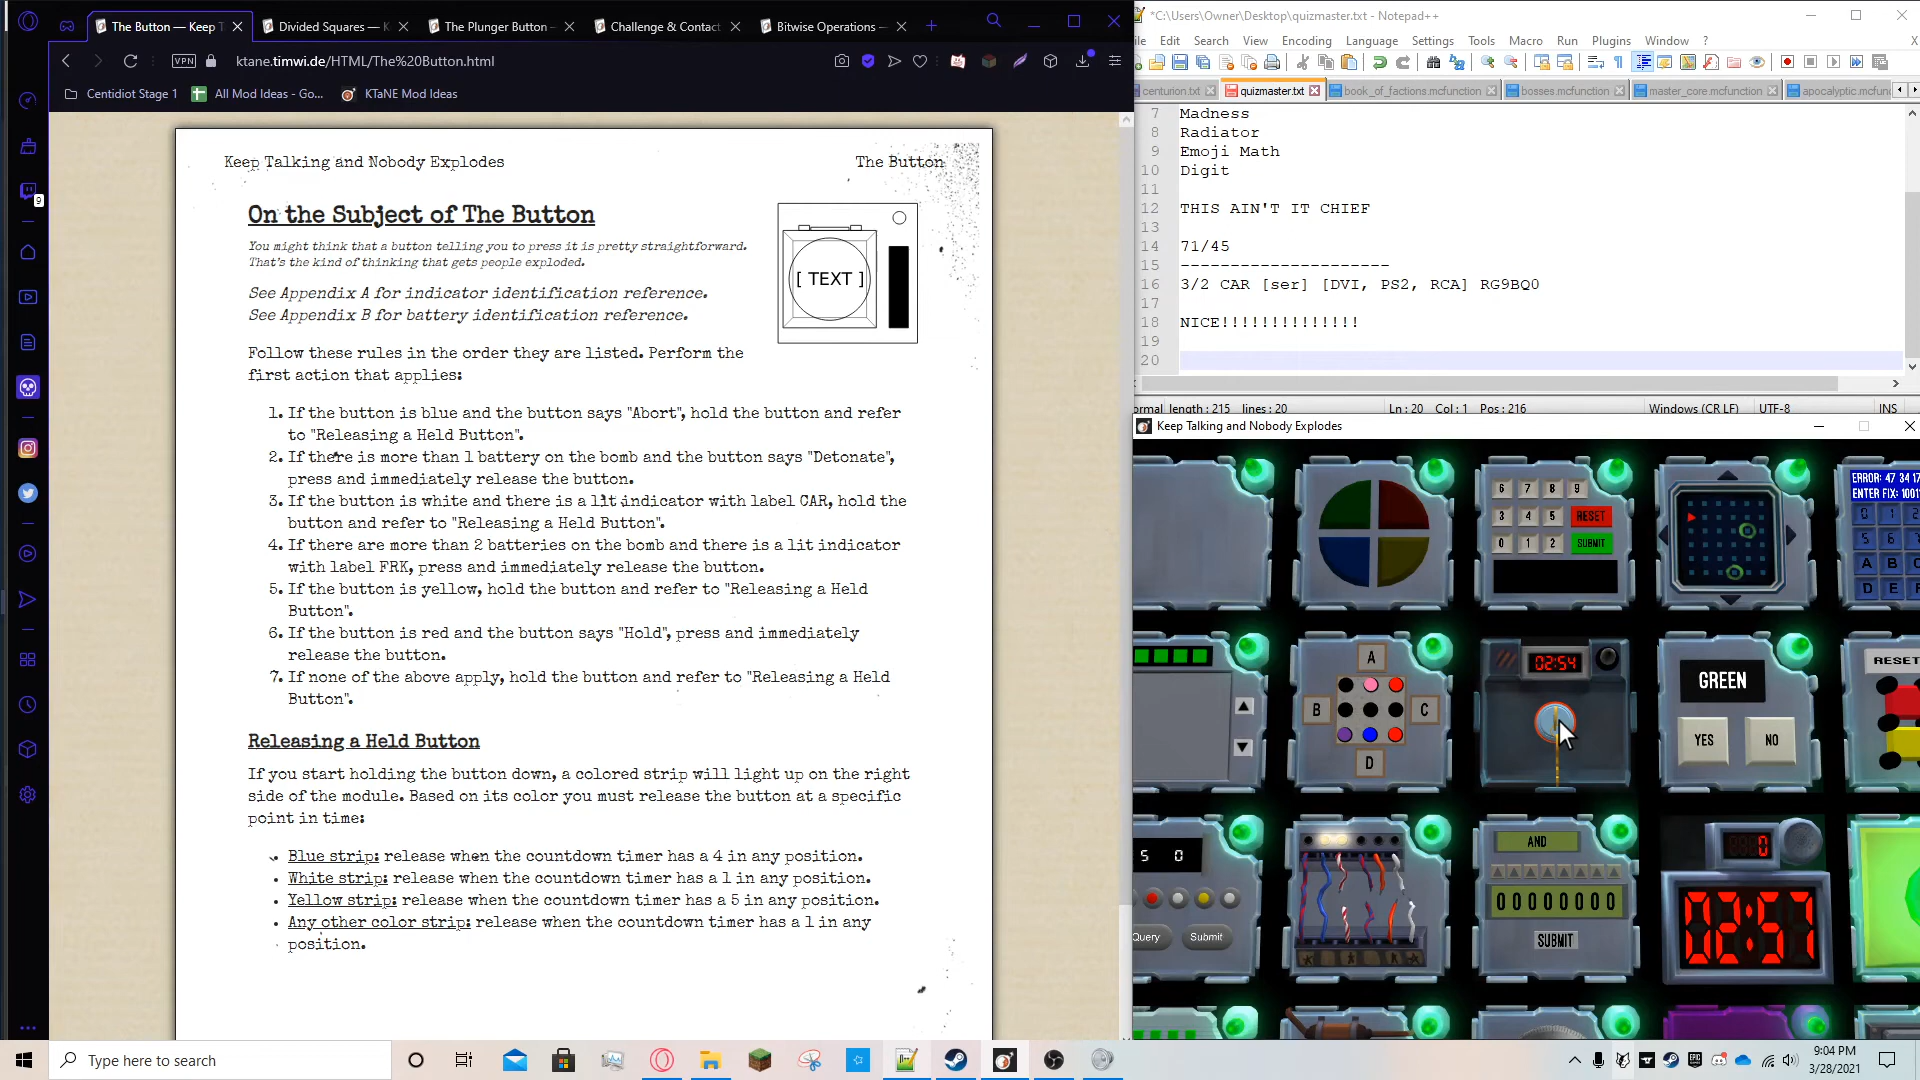 The Button — Keep T
Divided Squares — K
The Plunger Button –
Challenge & Contact
Bitwise Operations –
*C:\Users\Owner\Desktop\quizmaster.txt - Notepad++
Edit Search View Encoding Language Settings Tools Macro Run Plugins Window ? X
VPN
ktane.timwi.de/HTML/The%20Button.html
Centidiot Stage 1
All Mod Ideas - Go...
KTaNE Mod Ideas
centurion.txt
quizmaster.txt
book_of_factions.mcfunction
bosses.mcfunction
master_core.mcfunction
apocalyptic.mcfunc
7 Madness
8 Radiator
9 Emoji Math
10 Digit
11
12 THIS AIN'T IT CHIEF
13
14 71/45
15 ---------------------
16 3/2 CAR [ser] [DVI, PS2, RCA] RG9BQ0
17
18 NICE!!!!!!!!!!!!!!
19
20
ormal length : 215 lines : 20
Ln : 20 Col : 1 Pos : 216
Windows (CR LF)
UTF-8
INS
9
Keep Talking and Nobody Explodes
The Button
On the Subject of The Button
You might think that a button telling you to press it is pretty straightforward.
That's the kind of thinking that gets people exploded.
See Appendix A for indicator identification reference.
See Appendix B for battery identification reference.
[ TEXT ]
Follow these rules in the order they are listed. Perform the
first action that applies:
1. If the button is blue and the button says "Abort", hold the button and refer
to "Releasing a Held Button".
2. If there is more than 1 battery on the bomb and the button says "Detonate",
press and immediately release the button.
3. If the button is white and there is a lit indicator with label CAR, hold the
button and refer to "Releasing a Held Button".
4. If there are more than 2 batteries on the bomb and there is a lit indicator
with label FRK, press and immediately release the button.
5. If the button is yellow, hold the button and refer to "Releasing a Held
Button".
6. If the button is red and the button says "Hold", press and immediately
release the button.
7. If none of the above apply, hold the button and refer to "Releasing a Held
Button".
Releasing a Held Button
If you start holding the button down, a colored strip will light up on the right
side of the module. Based on its color you must release the button at a specific
point in time:
Blue strip: release when the countdown timer has a 4 in any position.
White strip: release when the countdown timer has a 1 in any position.
Yellow strip: release when the countdown timer has a 5 in any position.
Any other color strip: release when the countdown timer has a 1 in any
position.
Keep Talking and Nobody Explodes
6 7 8 9
3 4 5 RESET
0 1 2 SUBMIT
ERROR: 47 34 17
ENTER FIX: 1001
A B
D E
A
B
C
D
02:54
GREEN
YES
NO
RESET
5 0
Query
Submit
AND
00000000
SUBMIT
0
02:57
Type here to search
9:04 PM
3/28/2021